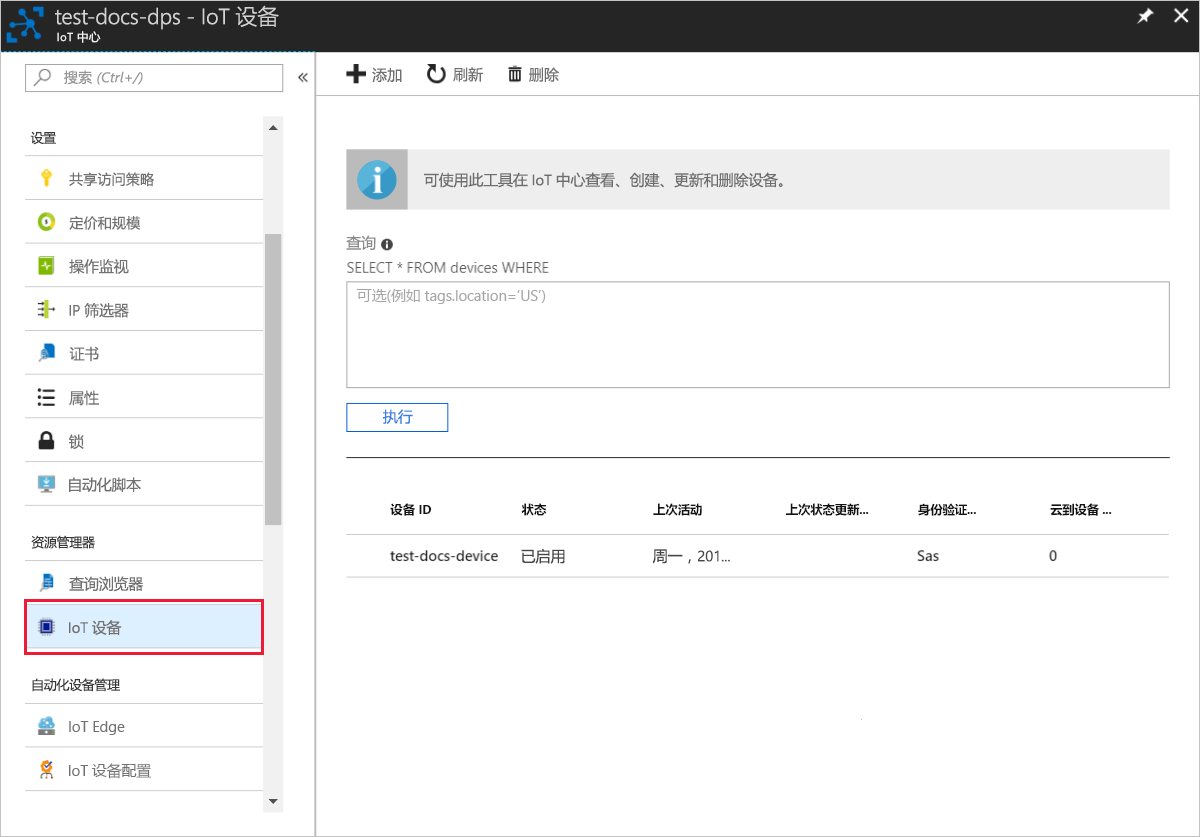 test-docs-dps - IoT 设备
IoT 中心
搜索 (Ctrl+/)
«
设置
共享访问策略
定价和规模
操作监视
IP 筛选器
证书
属性
锁
自动化脚本
资源管理器
查询浏览器
IoT 设备
自动化设备管理
IoT Edge
IoT 设备配置
添加 刷新 删除
可使用此工具在 IoT 中心查看、创建、更新和删除设备。
查询
SELECT * FROM devices WHERE
可选(例如 tags.location=‘US’)
执行
设备 ID 状态 上次活动 上次状态更新... 身份验证... 云到设备 ...
test-docs-device 已启用 周一，201... Sas 0